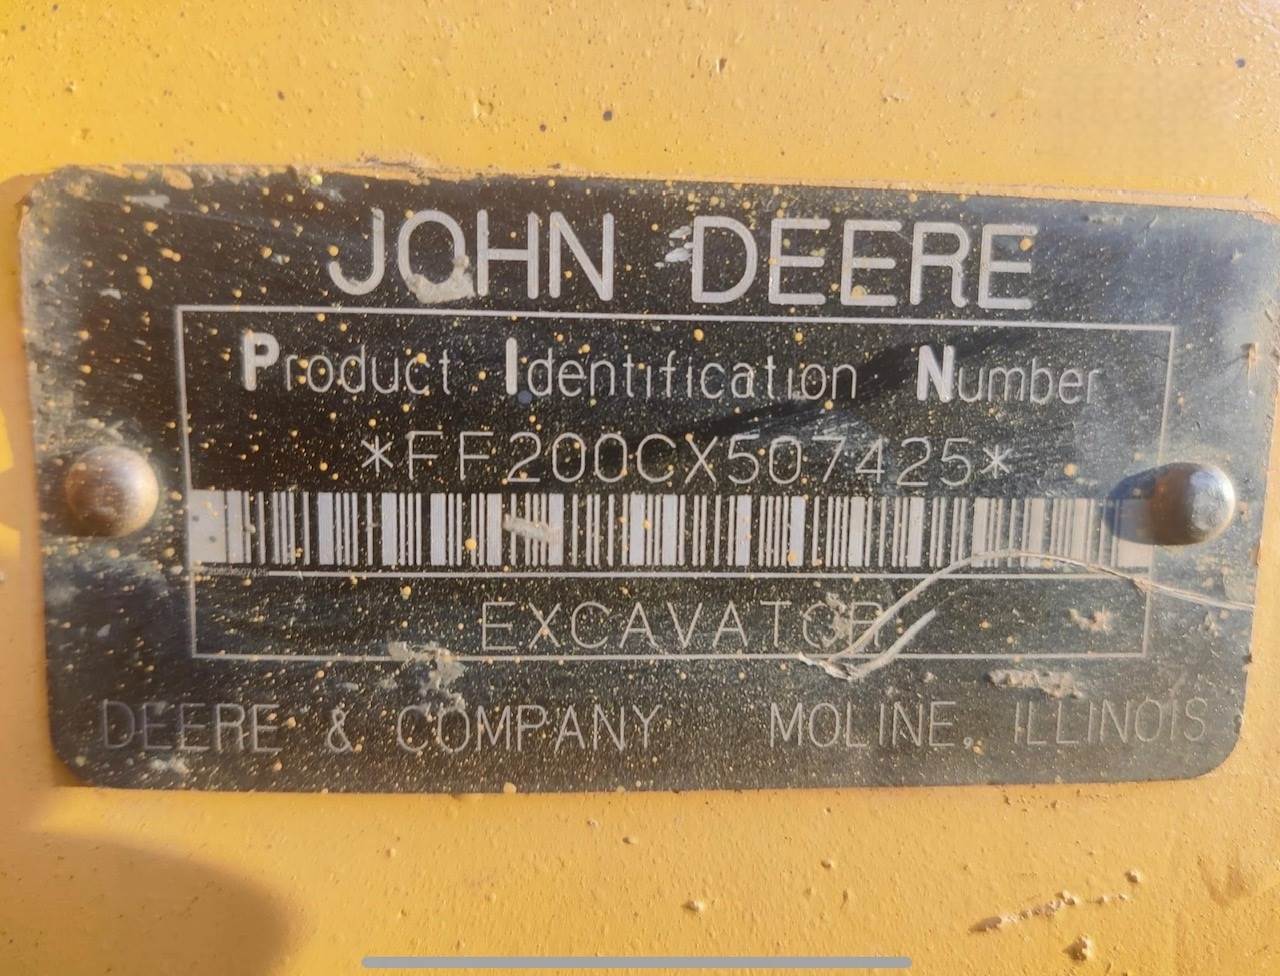 JOHN DEERE
Product Identification Number
*FF200CX507425*
EXCAVATOR
DEERE & COMPANY MOLINE, ILLINOIS